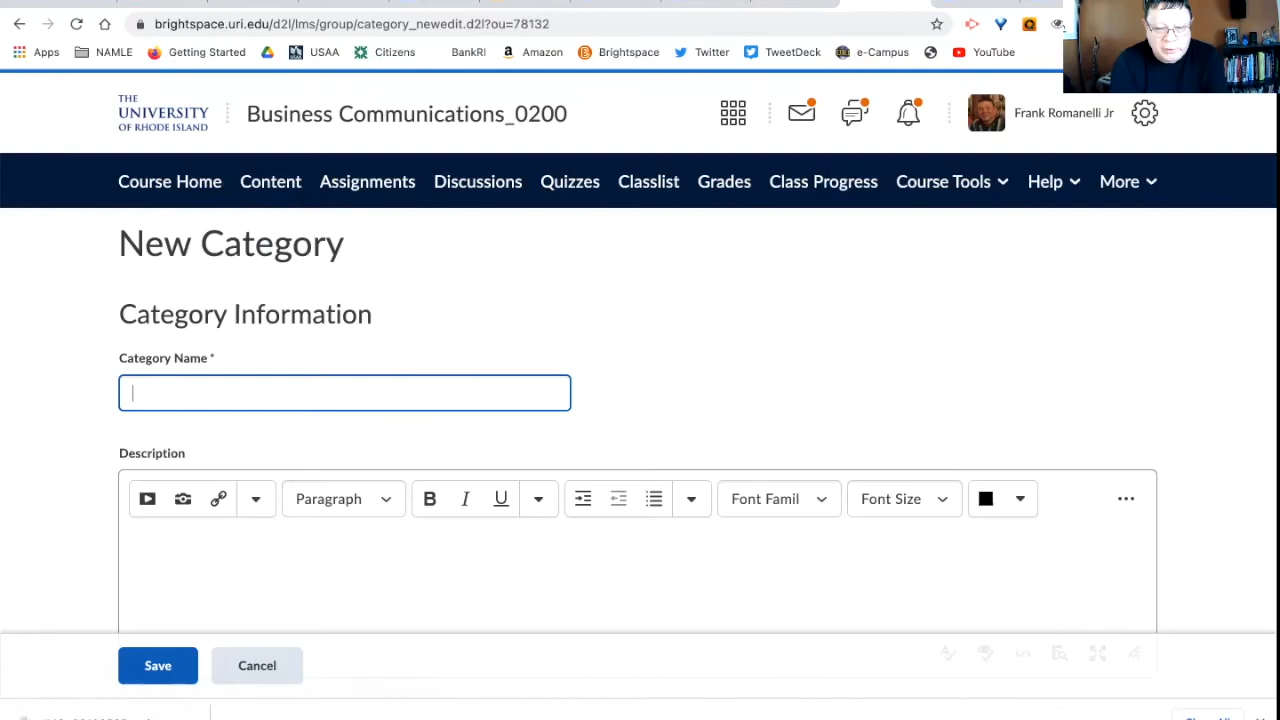 brightspace.uri.edu/d2l/lms/group/category_newedit.d2l?ou=78132
Apps NAMLE Getting Started USAA Citizens BankRI Amazon Brightspace Twitter TweetDeck e-Campus YouTube
THE
UNIVERSITY
OF RHODE ISLAND
Business Communications_0200
Frank Romanelli Jr
Course Home Content Assignments Discussions Quizzes Classlist Grades Class Progress Course Tools Help More
New Category
Category Information
Category Name *
Description
Paragraph B I U Font Famil Font Size
Save Cancel